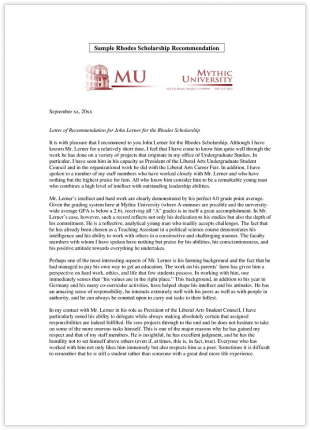 Sample Rhodes Scholarship Recommendation
MU
MYTHIC
UNIVERSITY
September xx, 20xx
Letter of Recommendation for John Lerner for the Rhodes Scholarship
It is with pleasure that I recommend to you John Lerner for the Rhodes Scholarship. Although I have
known Mr. Lerner for a relatively short time, I feel that I have come to know him quite well through the
work he has done on a variety of projects that originate in my office of Undergraduate Studies. In
particular, I have seen him in his capacity as President of the Liberal Arts Undergraduate Student
Council and in the organizational work he did with the Liberal Arts Career Fair. In addition, I have
spoken to a number of my staff members who have worked closely with Mr. Lerner and who have
nothing but the highest praise for him. All who know him consider him to be a remarkable young man
who combines a high level of intellect with outstanding leadership abilities.
Mr. Lerner's intellect and hard work are clearly demonstrated by his perfect 4.0 grade point average.
Given the grading system here at Mythic University (where A-minuses are possible and the university-
wide average GPA is below a 2.6), receiving all "A" grades is in itself a great accomplishment. In Mr.
Lerner's case, however, such a record reflects not only his dedication to his studies but also the depth of
his commitment. He is a reflective, analytical young man who readily accepts challenges. The fact that
he has already been chosen as a Teaching Assistant in a political science course demonstrates his
intelligence and his ability to work with others in a constructive and challenging manner. The faculty
members with whom I have spoken have nothing but praise for his abilities, his conscientiousness, and
his positive attitude towards everything he undertakes.
Perhaps one of the most interesting aspects of Mr. Lerner is his farming background and the fact that he
had managed to pay his own way to get an education. The work on his parents' farm has given him a
perspective on hard work, ethics, and life that few students possess. In working with him, one
immediately senses that "his values are in the right place." This background, in addition to his year in
Germany and his many co-curricular activities, have helped shape his intellect and his attitudes. He has
an amazing sense of responsibility, he interacts extremely well with his peers as well as with people in
authority, and he can always be counted upon to carry out tasks to their fullest.
In my contact with Mr. Lerner in his role as President of the Liberal Arts Student Council, I have
particularly noted his ability to delegate while always making absolutely certain that assigned
responsibilities are indeed fulfilled. He sees projects through to the end and he does not hesitate to take
on some of the more onerous tasks himself. This is one of the major reasons why he has gained my
respect and that of my staff members. He is insightful, he has excellent judgment, and he has the
humility not to set himself above others (even if, at times, this is, in fact, true). Everyone who has
worked with him not only likes him immensely but also respects him as a peer. Sometimes it is difficult
to remember that he is still a student rather than someone with a great deal more life experience.